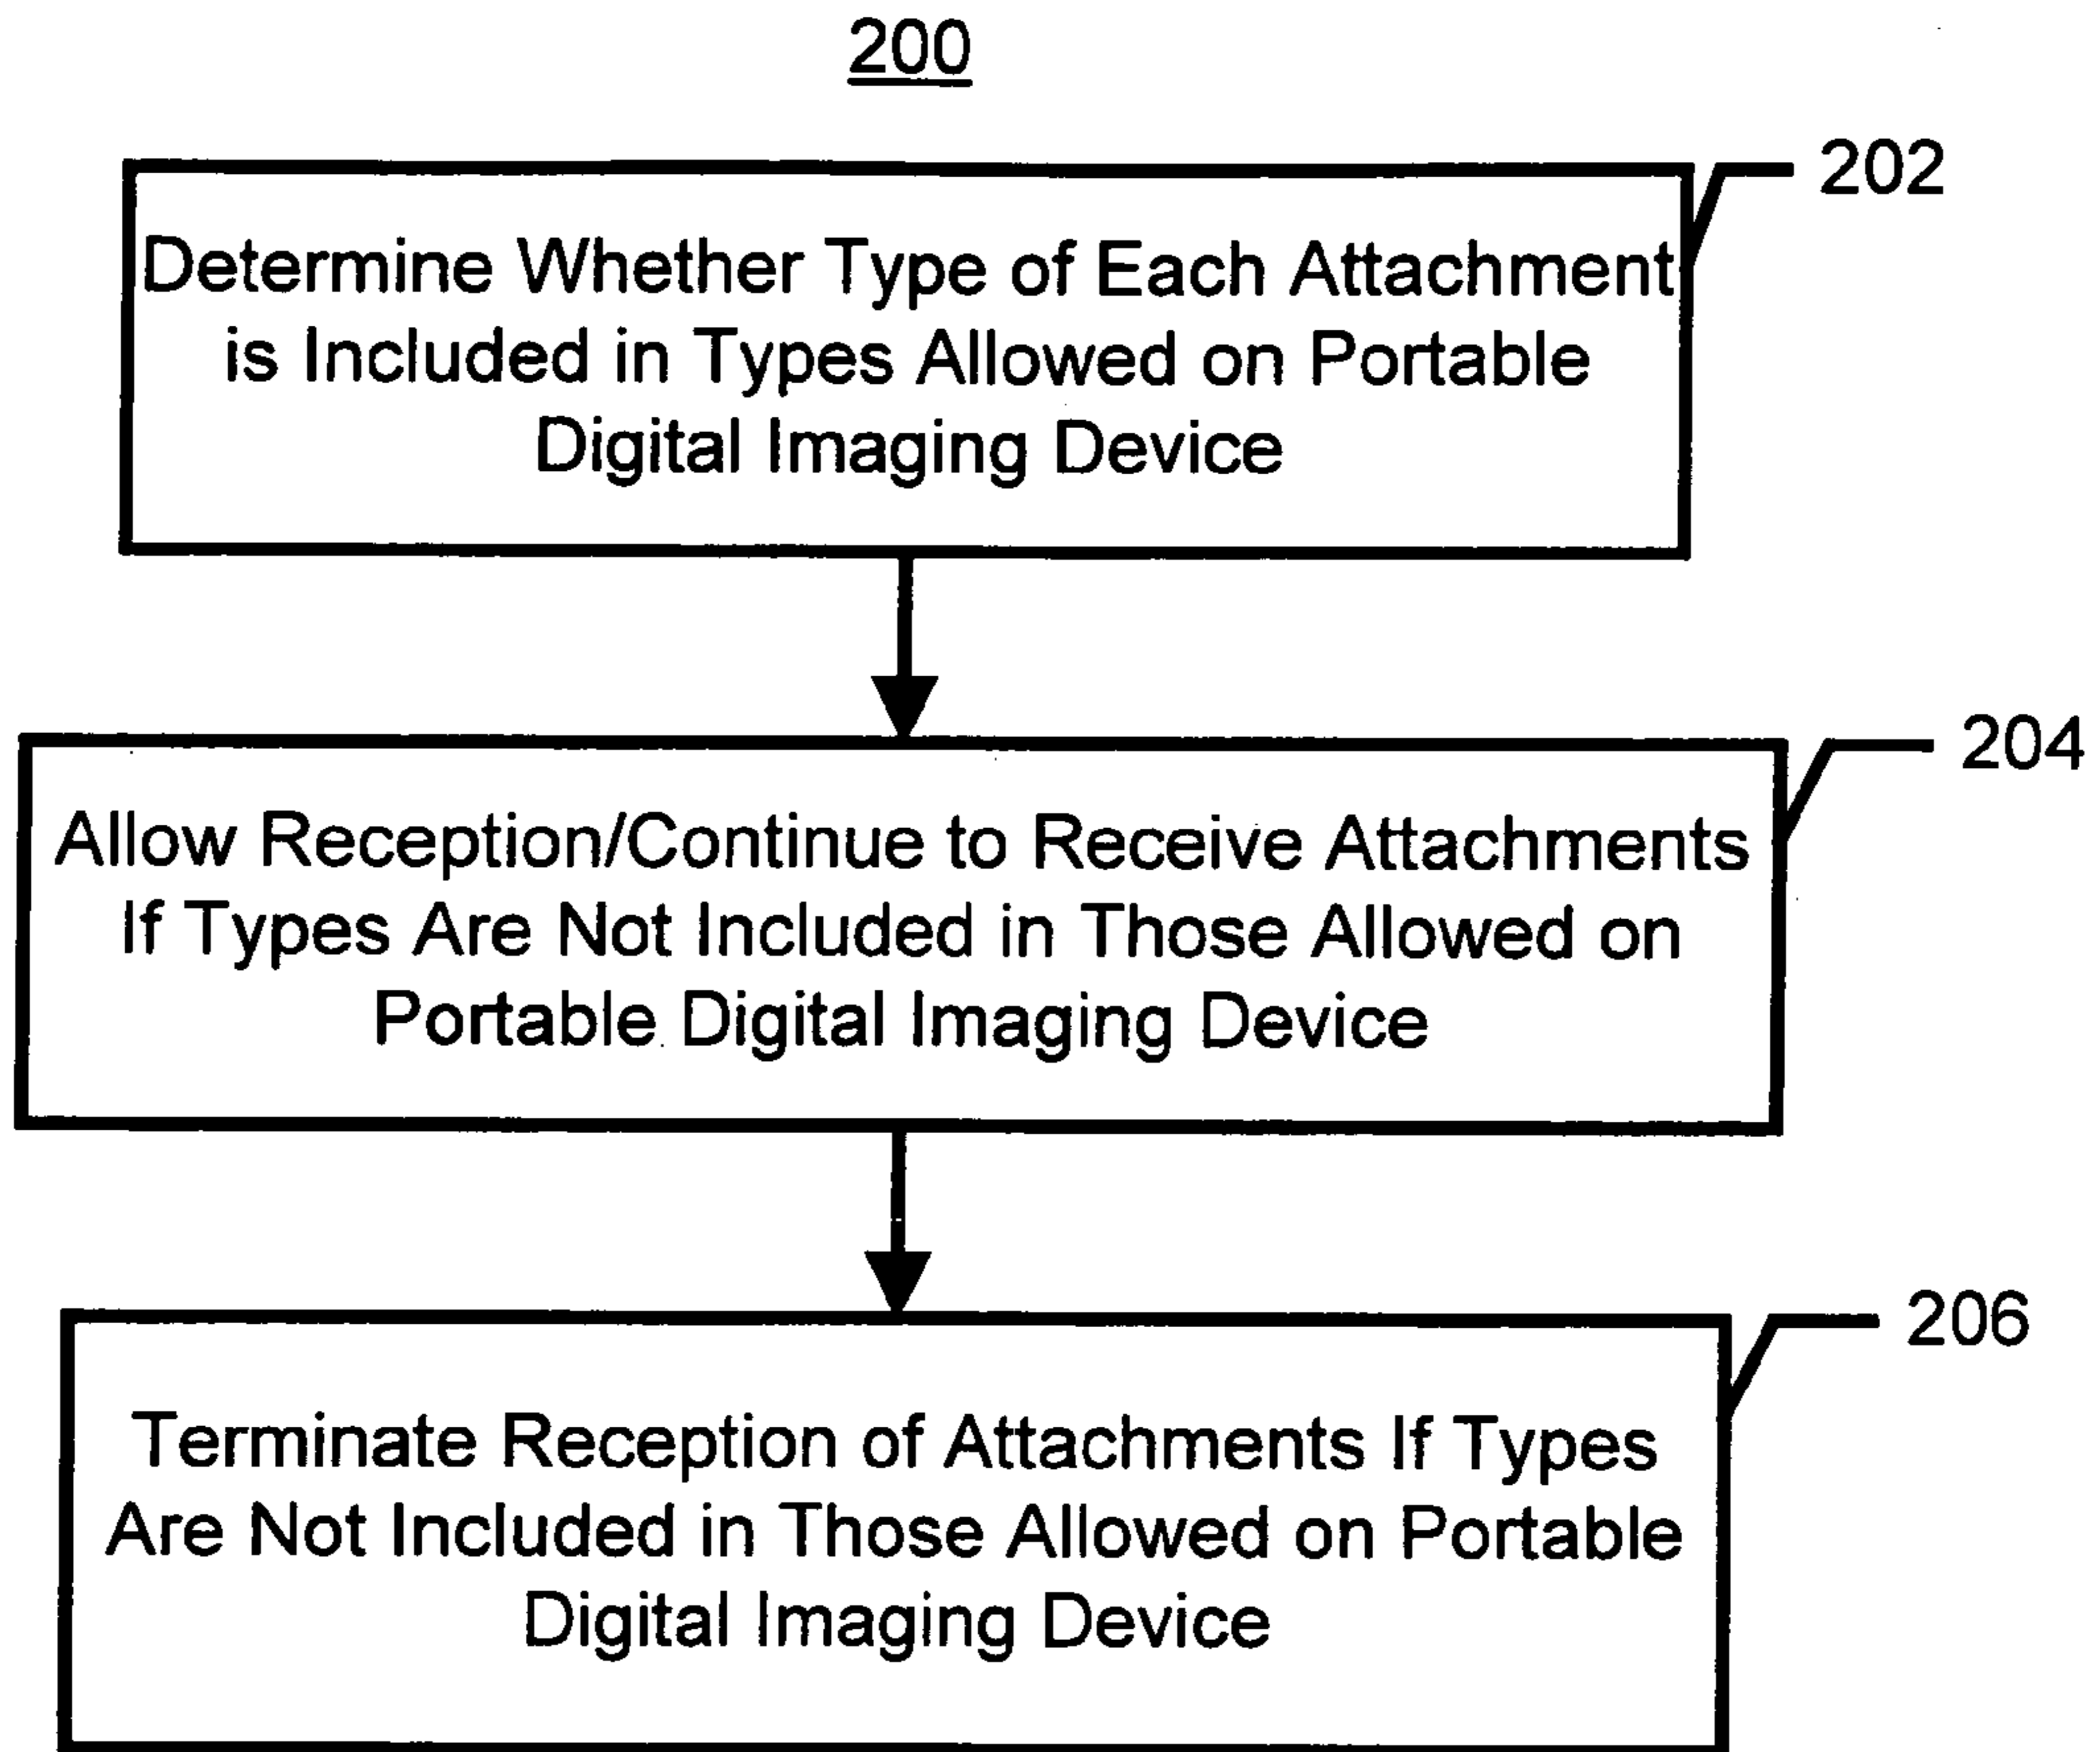 200
202
Determine Whether Type of Each Attachment
is Included in Types Allowed on Portable
Digital Imaging Device
204
Allow Reception/Continue to Receive Attachments
If Types Are Not Included in Those Allowed on
Portable Digital Imaging Device
206
Terminate Reception of Attachments If Types
Are Not Included in Those Allowed on Portable
Digital Imaging Device